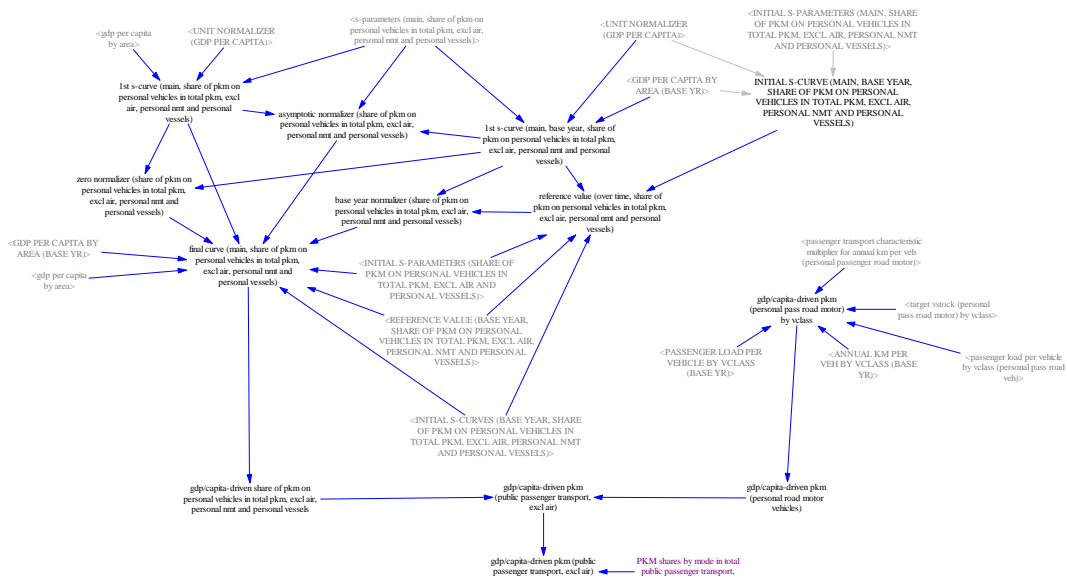 <gdp per capita
by area>
<UNIT NORMALIZER
(GDP PER CAPITA)>
<s-parameters (main, share of pkm on
personal vehicles in total pkm, excl air,
personal nmt and personal vessels)>
<UNIT NORMALIZER
(GDP PER CAPITA)>
<INITIAL S-PARAMETERS (MAIN, SHARE
OF PKM ON PERSONAL VEHICLES IN
TOTAL PKM, EXCL AIR, PERSONAL NMT
AND PERSONAL VESSELS)>
1st s-curve (main, share of pkm on
personal vehicles in total pkm, excl
air, personal nmt and personal
vessels)
asymptotic normalizer (share of pkm on
personal vehicles in total pkm, excl air,
personal nmt and personal vessels)
<GDP PER CAPITA BY
AREA (BASE YR)>
INITIAL S-CURVE (MAIN, BASE YEAR,
SHARE OF PKM ON PERSONAL
VEHICLES IN TOTAL PKM, EXCL AIR,
PERSONAL NMT AND PERSONAL
VESSELS)
1st s-curve (main, base year, share of
pkm on personal vehicles in total pkm,
excl air, personal nmt and personal
vessels)
zero normalizer (share of pkm on
personal vehicles in total pkm,
excl air, personal nmt and
personal vessels)
base year normalizer (share of pkm on
personal vehicles in total pkm, excl air,
personal nmt and personal vessels)
reference value (over time, share of
pkm on personal vehicles in total pkm,
excl air, personal nmt and personal
vessels)
<GDP PER CAPITA BY
AREA (BASE YR)>
<gdp per capita
by area>
final curve (main, share of pkm on
personal vehicles in total pkm,
excl air, personal nmt and
personal vessels)
<INITIAL S-PARAMETERS (SHARE OF
PKM ON PERSONAL VEHICLES IN
TOTAL PKM, EXCL AIR AND
PERSONAL VESSELS)>
<passenger transport characteristic
multiplier for annual km per veh
(personal passenger road motor)>
<REFERENCE VALUE (BASE YEAR,
SHARE OF PKM ON PERSONAL
VEHICLES IN TOTAL PKM, EXCL AIR,
PERSONAL NMT AND PERSONAL
VESSELS)>
gdp/capita-driven pkm
(personal pass road motor)
by vclass
<target vstock (personal
pass road motor) by vclass>
<PASSENGER LOAD PER
VEHICLE BY VCLASS
(BASE YR)>
<ANNUAL KM PER
VEH BY VCLASS (BASE
YR)>
<passenger load per vehicle
by vclass (personal pass road
veh)>
<INITIAL S-CURVES (BASE YEAR, SHARE
OF PKM ON PERSONAL VEHICLES IN
TOTAL PKM, EXCL AIR, PERSONAL NMT
AND PERSONAL VESSELS)>
gdp/capita-driven share of pkm on
personal vehicles in total pkm, excl air,
personal nmt and personal vessels
gdp/capita-driven pkm
(public passenger transport,
excl air)
gdp/capita-driven pkm
(personal road motor
vehicles)
gdp/capita-driven pkm (public
passenger transport, excl air)
PKM shares by mode in total
public passenger transport,